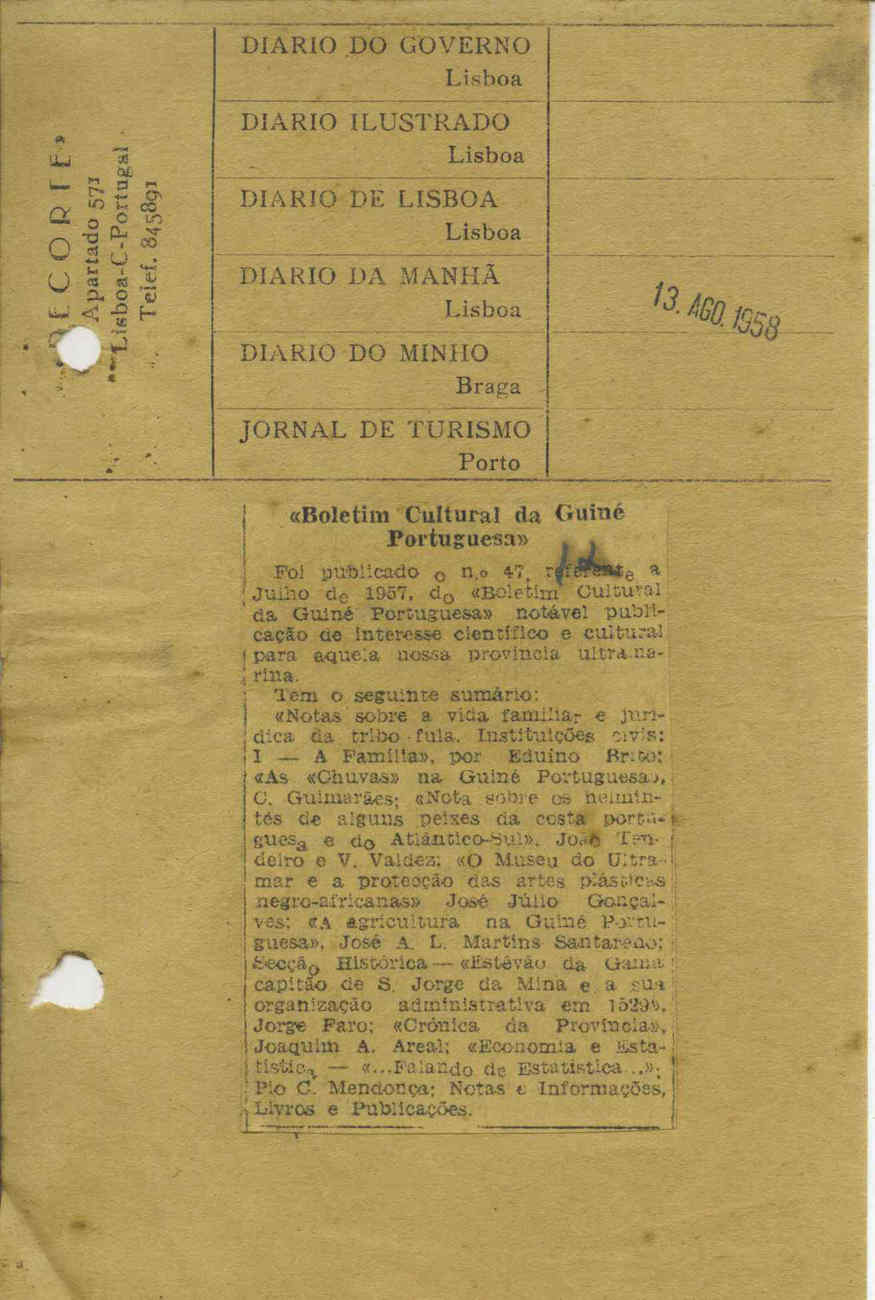 RECORTE»
Apartado 571
Lisboa-C-Portugal
Telef. 845891
DIARIO DO GOVERNO
Lisboa
DIARIO ILUSTRADO
Lisboa
DIARIO DE LISBOA
Lisboa
DIARIO DA MANHÃ
Lisboa
DIARIO DO MINHO
Braga
JORNAL DE TURISMO
Porto
13. AGO. 1958
«Boletim Cultural da Guiné
Portuguesa»
Foi publicado o n.º 47, referente a
Julho de 1957, do «Boletim Cultural
da Guiné Portuguesa» notável publi-
cação de interesse científico e cultural
para aquela nossa província ultrama-
rina.
Tem o seguinte sumário:
«Notas sobre a vida familiar e jurí-
dica da tribo fula. Instituições civis:
I — A Família», por Eduino Brito;
«As «Chuvas» na Guiné Portuguesa»,
C. Guimarães; «Nota sobre os helmin-
tés de alguns peixes da costa portu-
guesa e do Atlântico-Sul», João Ten-
deiro e V. Valdez; «O Museu do Ultra-
mar e a protecção das artes plásticas
negro-africanas» José Júlio Gonçal-
ves; «A agricultura na Guiné Portu-
guesa», José A. L. Martins Santareno;
Secção Histórica — «Estêvão da Gama
capitão de S. Jorge da Mina e a sua
organização administrativa em 1529»,
Jorge Faro; «Crónica da Província»,
Joaquim A. Areal; «Economia e Esta-
tística — «...Falando de Estatística...»,
Pio C. Mendonça; Notas e Informações,
Livros e Publicações.